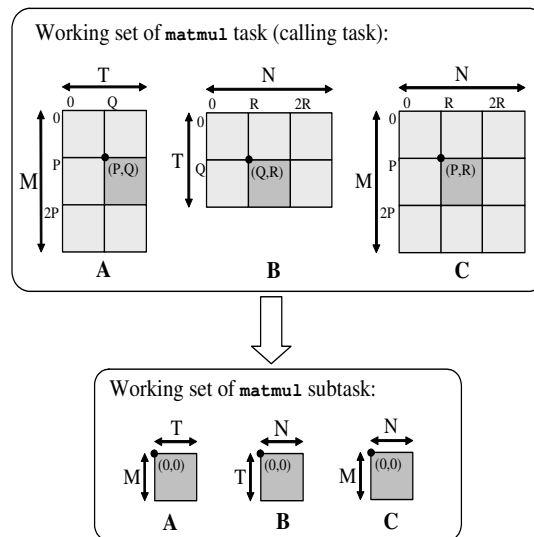 Working set of matmul task (calling task):
T
0 Q
M
0
P
2P
(P,Q)
A
N
0 R 2R
T
0
Q
(Q,R)
B
N
0 R 2R
M
0
P
2P
(P,R)
C
Working set of matmul subtask:
T
M
(0,0)
A
N
T
(0,0)
B
N
M
(0,0)
C